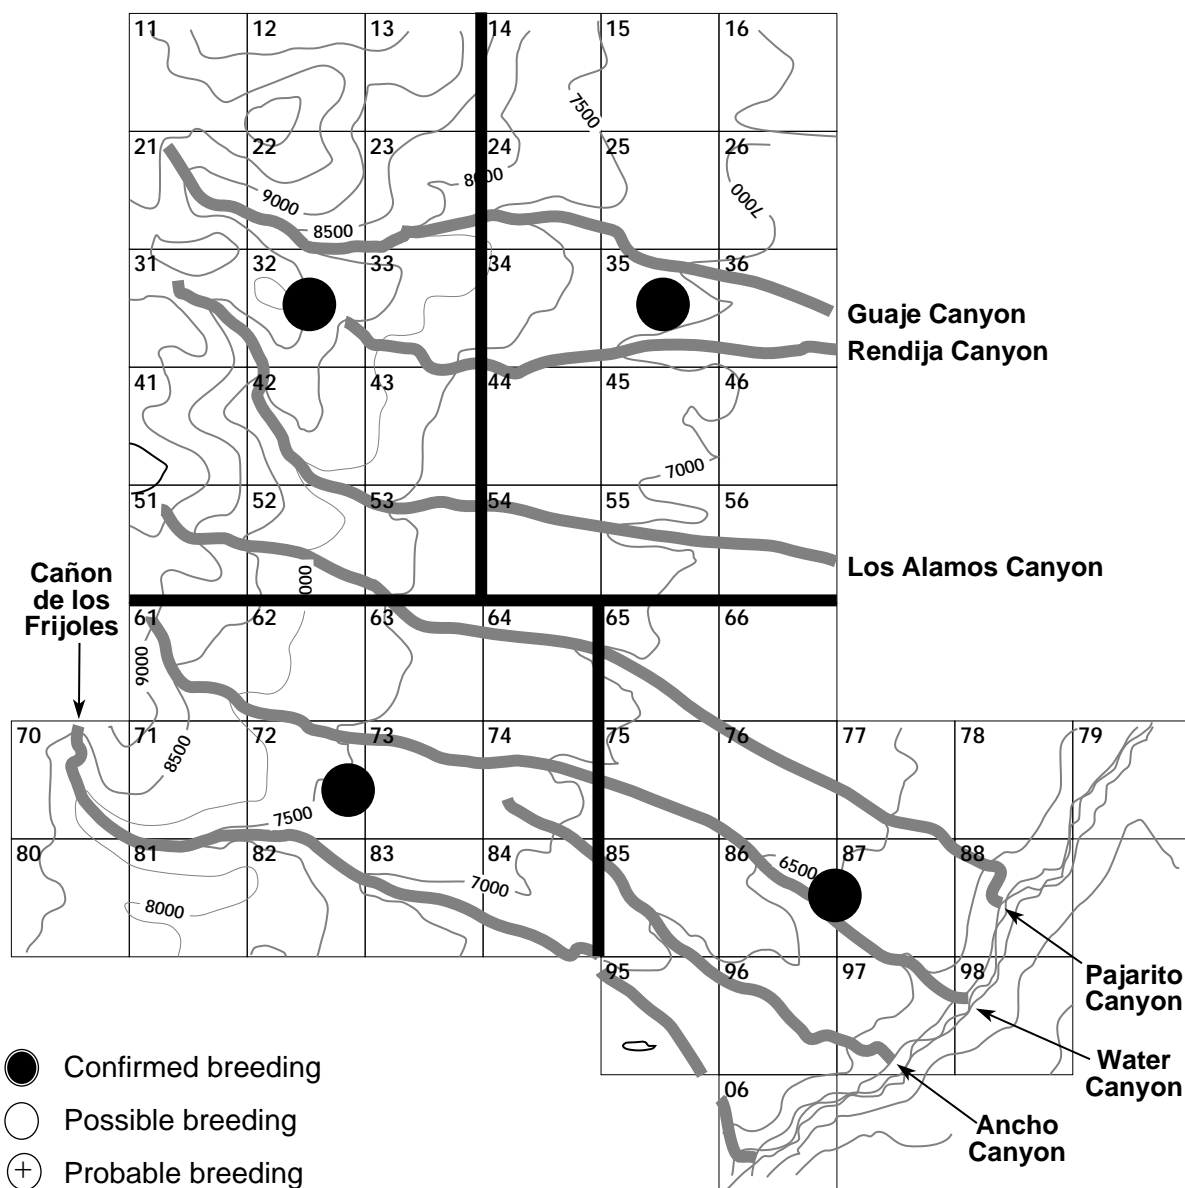 11 12 13 14 15 16
7500
21 22 23 24 25 26
8000
9000
7000
8500
31 32 33 34 35 36
Guaje Canyon
Rendija Canyon
41 42 43 44 45 46
7000
51 52 53 54 55 56
Los Alamos Canyon
Cañon
de los
Frijoles
000
61 62 63 64 65 66
9000
70 71 72 73 74 75 76 77 78 79
8500
7500
80 81 82 83 84 85 86 87 88
6500
7000
8000
95 96 97 98
Pajarito
Canyon
Water
Canyon
06
Ancho
Canyon
Confirmed breeding
Possible breeding
Probable breeding